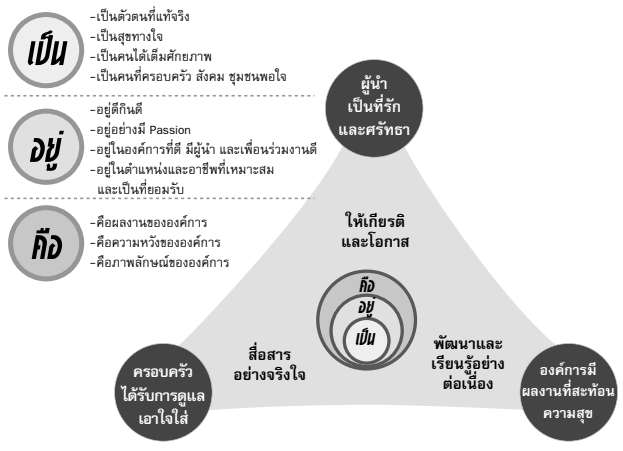 เป็น
-เป็นตัวตนที่แท้จริง
-เป็นสุขทางใจ
-เป็นคนได้เต็มศักยภาพ
-เป็นคนที่ครอบครัว สังคม ชุมชนพอใจ
อยู่
-อยู่ดีกินดี
-อยู่อย่างมี Passion
-อยู่ในองค์การที่ดี มีผู้นำ และเพื่อนร่วมงานดี
-อยู่ในตำแหน่งและอาชีพที่เหมาะสม
และเป็นที่ยอมรับ
คือ
-คือผลงานขององค์การ
-คือความหวังขององค์การ
-คือภาพลักษณ์ขององค์การ
ผู้นำ
เป็นที่รัก
และศรัทธา
ให้เกียรติ
และโอกาส
คือ
อยู่
เป็น
สื่อสาร
อย่างจริงใจ
พัฒนาและ
เรียนรู้อย่าง
ต่อเนื่อง
ครอบครัว
ได้รับการดูแล
เอาใจใส่
องค์การมี
ผลงานที่สะท้อน
ความสุข